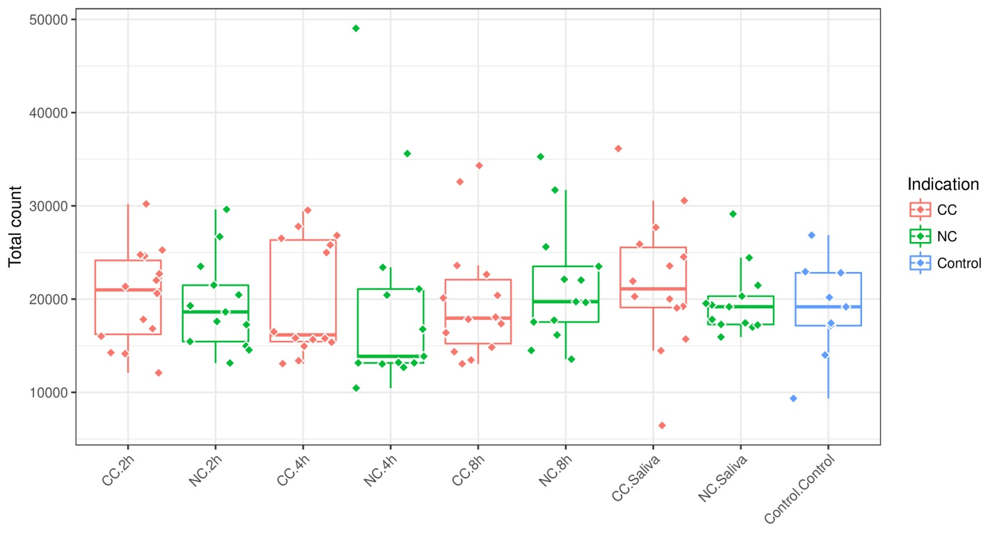 50000
40000
30000
20000
10000
Total count
CC.2h
NC.2h
CC.4h
NC.4h
CC.8h
NC.8h
CC.Saliva
NC.Saliva
Control.Control
Indication
CC
NC
Control